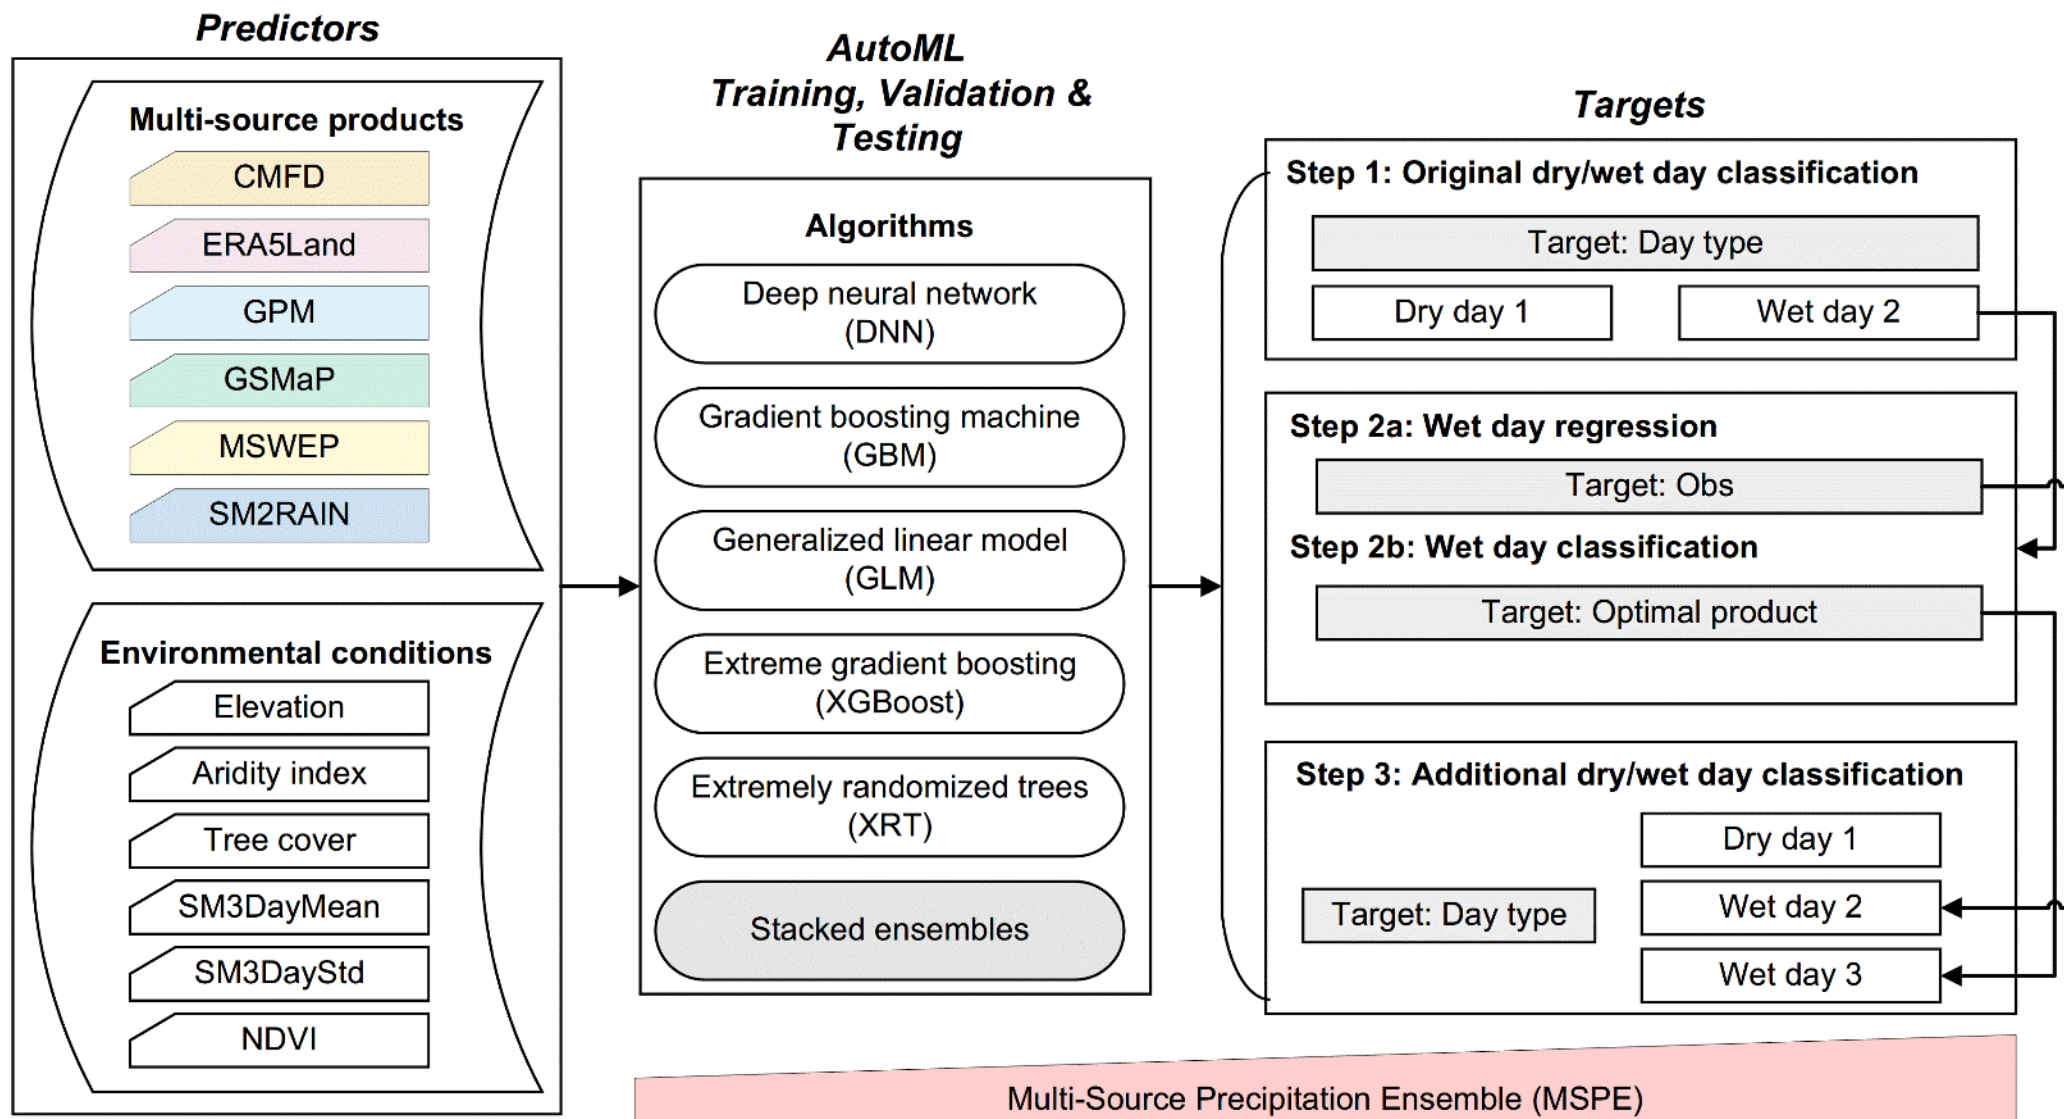 Predictors
Multi-source products
CMFD
ERA5Land
GPM
GSMaP
MSWEP
SM2RAIN
Environmental conditions
Elevation
Aridity index
Tree cover
SM3DayMean
SM3DayStd
NDVI
AutoML
Training, Validation &
Testing
Algorithms
Deep neural network
(DNN)
Gradient boosting machine
(GBM)
Generalized linear model
(GLM)
Extreme gradient boosting
(XGBoost)
Extremely randomized trees
(XRT)
Stacked ensembles
Targets
Step 1: Original dry/wet day classification
Target: Day type
Dry day 1
Wet day 2
Step 2a: Wet day regression
Target: Obs
Step 2b: Wet day classification
Target: Optimal product
Step 3: Additional dry/wet day classification
Target: Day type
Dry day 1
Wet day 2
Wet day 3
Multi-Source Precipitation Ensemble (MSPE)